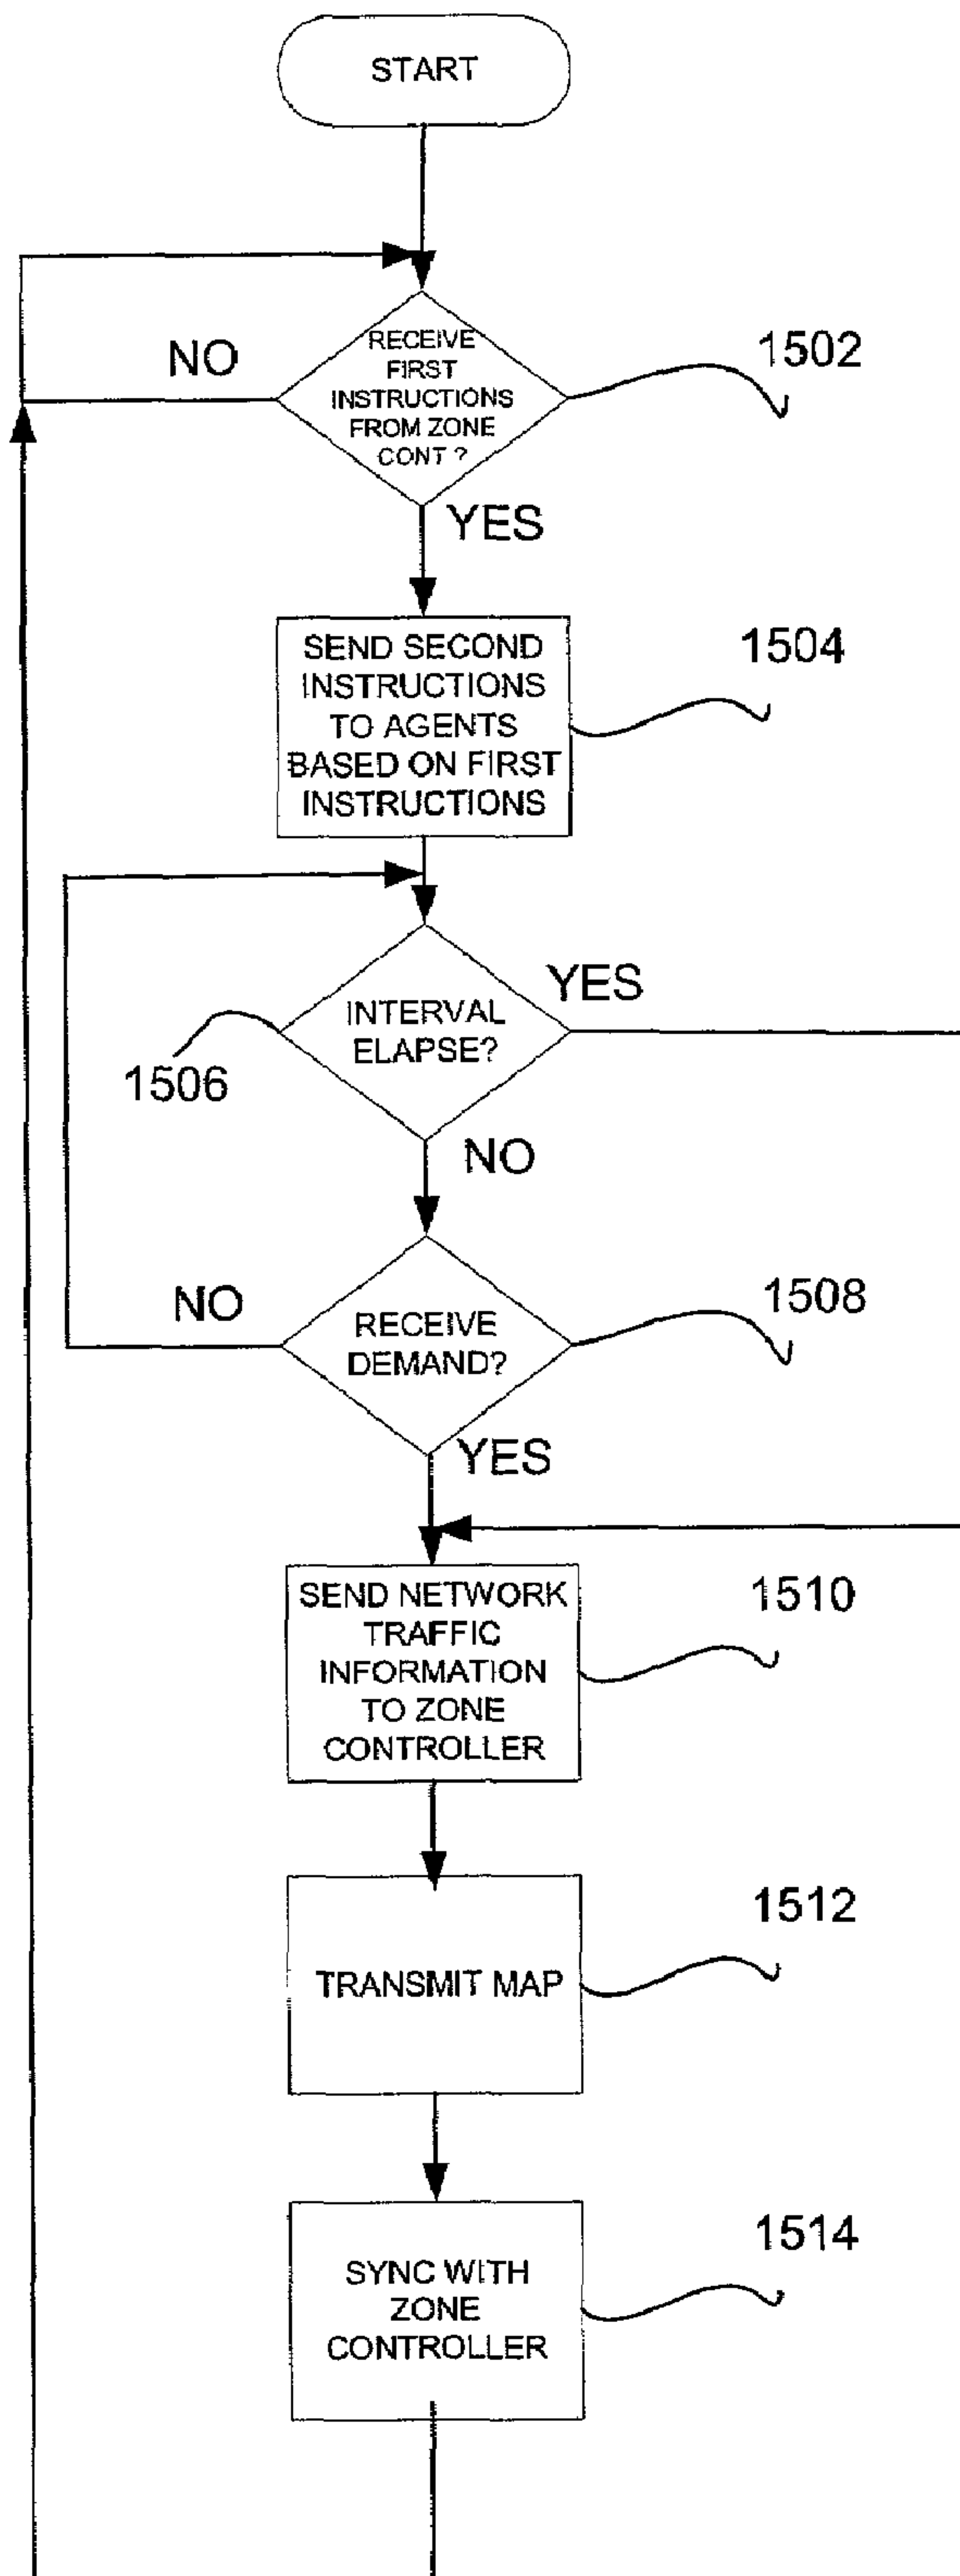 START
NO
RECEIVE
FIRST
INSTRUCTIONS
FROM ZONE
CONT ?
1502
YES
SEND SECOND
INSTRUCTIONS
TO AGENTS
BASED ON FIRST
INSTRUCTIONS
1504
INTERVAL
ELAPSE?
YES
1506
NO
NO
RECEIVE
DEMAND?
1508
YES
SEND NETWORK
TRAFFIC
INFORMATION
TO ZONE
CONTROLLER
1510
TRANSMIT MAP
1512
SYNC WITH
ZONE
CONTROLLER
1514